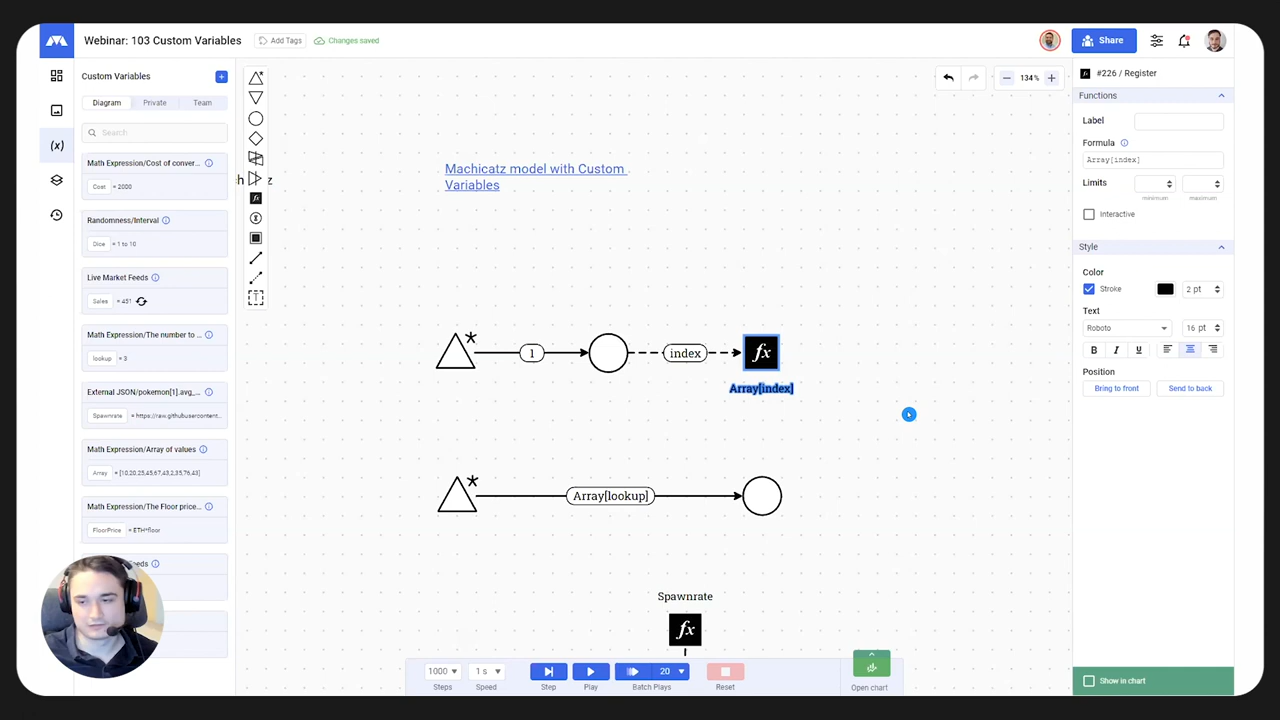 Webinar: 103 Custom Variables
Add Tags
Changes saved
Share
Custom Variables
Diagram
Private
Team
Search
Math Expression/Cost of conver...
Cost = 2000
Randomness/Interval
Dice = 1 to 10
Live Market Feeds
Sales = 451
Math Expression/The number to ...
lookup = 3
External JSON/pokemon[1].avg_...
Spawnrate = https://raw.githubusercontent...
Math Expression/Array of values
Array = [10,20,25,45,67,43,2,35,76,43]
Math Expression/The Floor price...
FloorPrice = ETH*floor
134%
Machicatz model with Custom
Variables
*
1
index
fx
Array[index]
*
Array[lookup]
Spawnrate
fx
1000
Steps
1 s
Speed
Step
Play
20
Batch Plays
Reset
Open chart
#226 / Register
Functions
Label
Formula
Array[index]
Limits
minimum
maximum
Interactive
Style
Color
Stroke
2 pt
Text
Roboto
16 pt
B
I
U
Position
Bring to front
Send to back
Show in chart